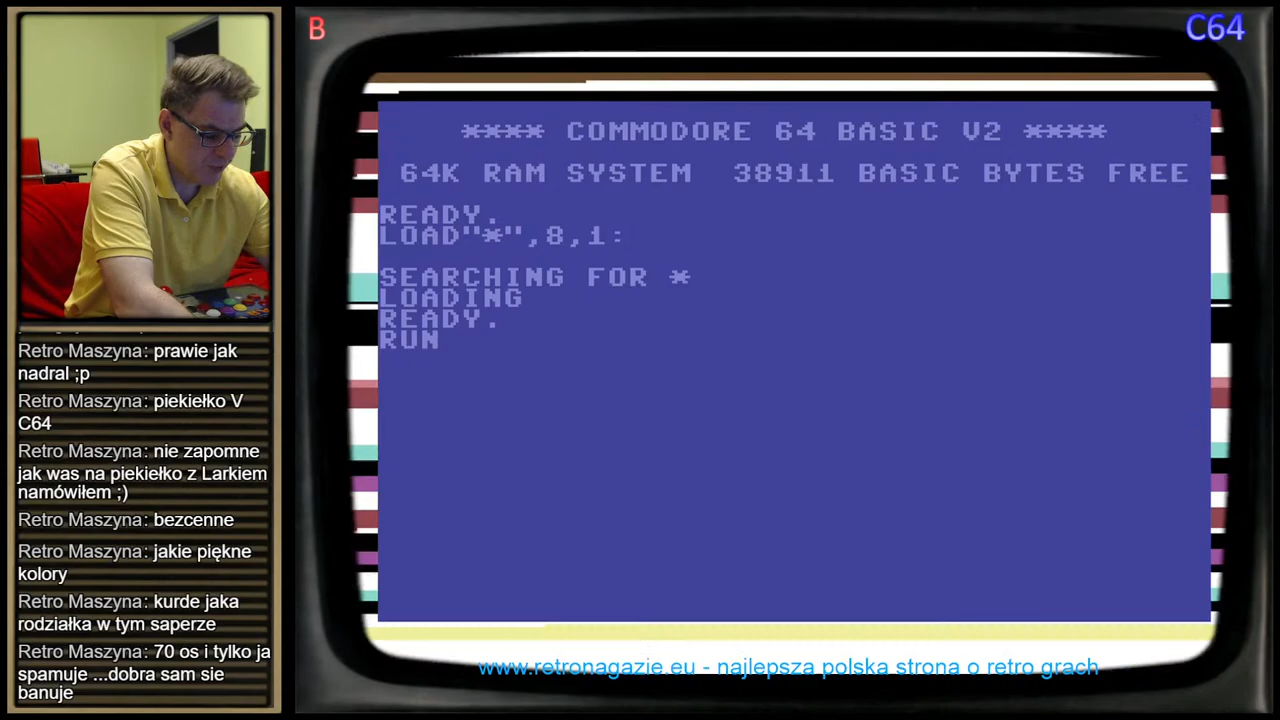 B
C64
**** COMMODORE 64 BASIC V2 ****
64K RAM SYSTEM 38911 BASIC BYTES FREE
READY.
LOAD"*",8,1:
SEARCHING FOR *
LOADING
READY.
RUN
www.retronagazie.eu - najlepsza polska strona o retro grach
Retro Maszyna: prawie jak
nadral ;p
Retro Maszyna: piekiełko V
C64
Retro Maszyna: nie zapomne
jak was na piekiełko z Larkiem
namówiłem ;)
Retro Maszyna: bezcenne
Retro Maszyna: jakie piękne
kolory
Retro Maszyna: kurde jaka
rodziałka w tym saperze
Retro Maszyna: 70 os i tylko ja
spamuje ...dobra sam sie
banuje